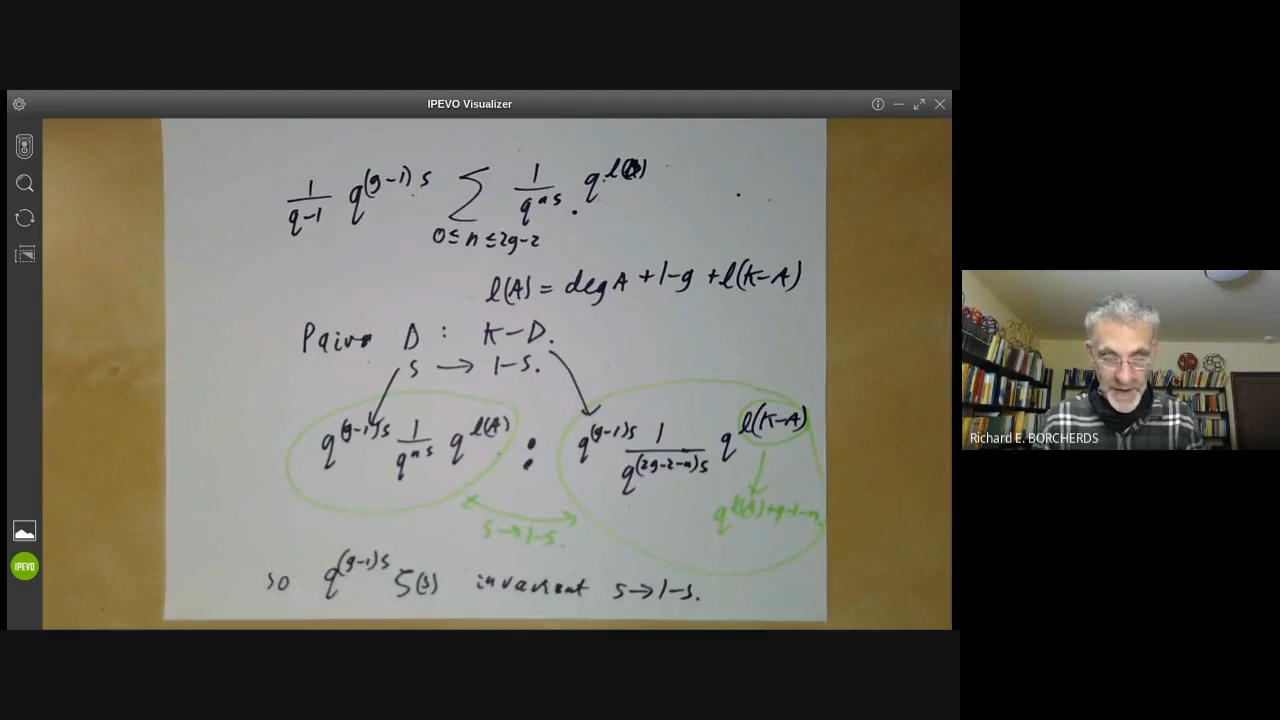 IPEVO Visualizer
1/(q-1) q^{(g-1)s} Σ_{0≤n≤2g-2} 1/q^{ns} · q^{l(A)}
l(A) = deg A + 1-g + l(K-A)
Pairs D : K-D.
s → 1-s.
q^{(g-1)s} 1/q^{ns} q^{l(A)} : q^{(g-1)s} 1/q^{(2g-2-n)s} q^{l(K-A)}
q^{l(A)+g-1-n}
s→1-s.
so q^{(g-1)s} ζ(s) invariant s→1-s.
Richard E. BORCHERDS
IPEVO